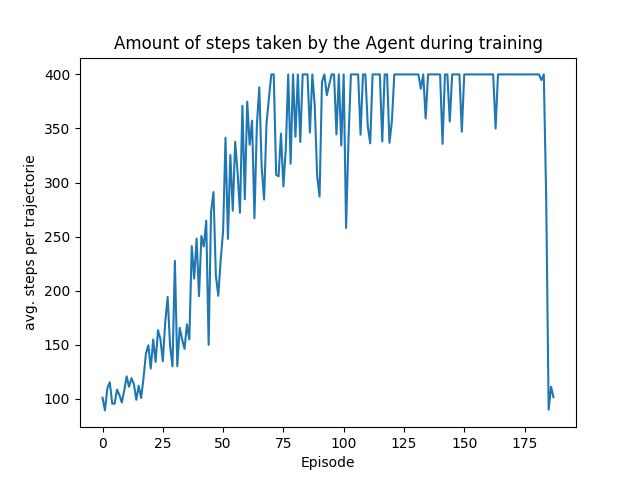 Amount of steps taken by the Agent during training
400
350
300
250
200
150
100
avg. steps per trajectorie
0 25 50 75 100 125 150 175
Episode